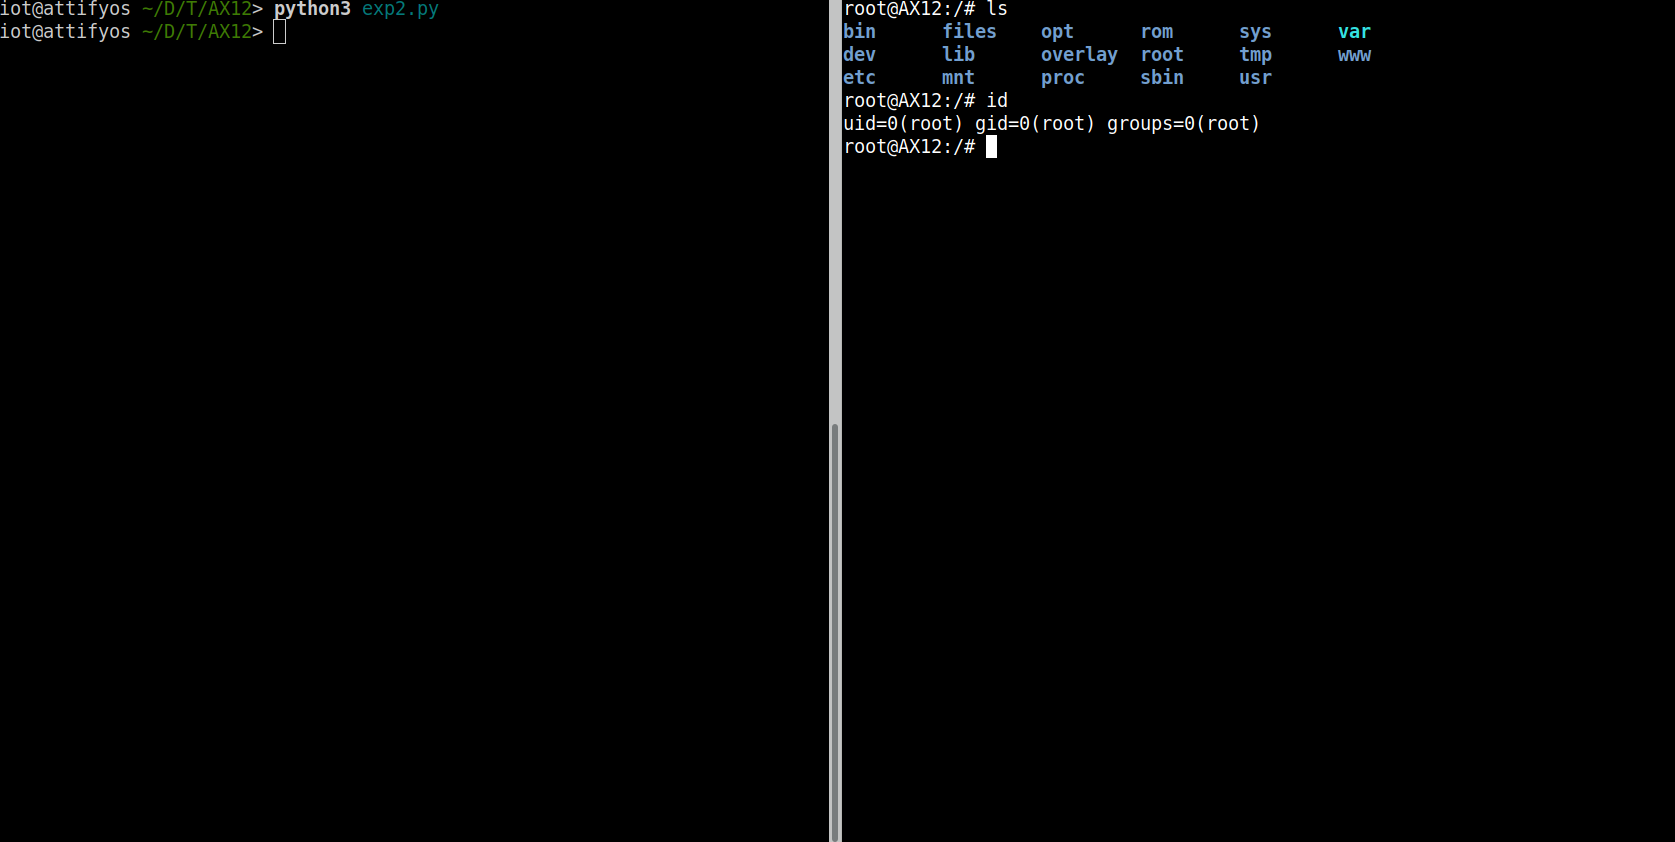 iot@attifyos ~/D/T/AX12> python3 exp2.py
iot@attifyos ~/D/T/AX12>
root@AX12:/# ls
bin files opt rom sys var
dev lib overlay root tmp www
etc mnt proc sbin usr
root@AX12:/# id
uid=0(root) gid=0(root) groups=0(root)
root@AX12:/#